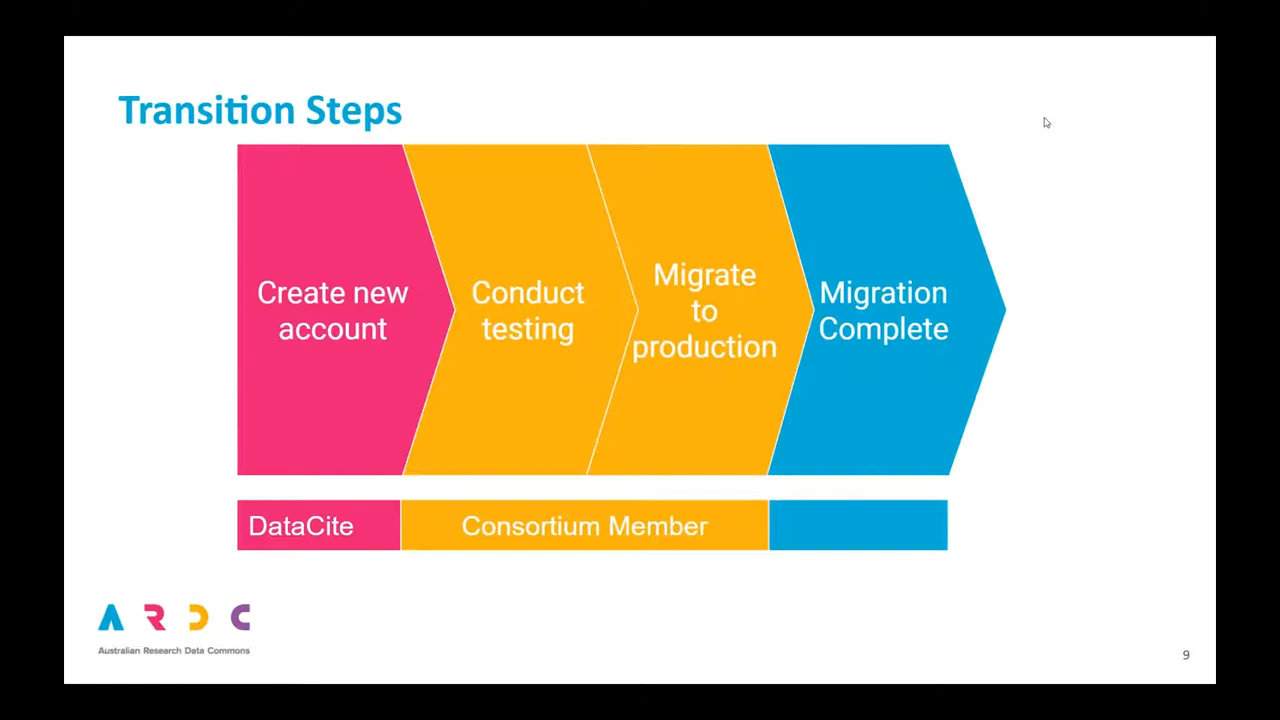 Transition Steps
Create new
account
Conduct
testing
Migrate
to
production
Migration
Complete
DataCite
Consortium Member
A R D C
Australian Research Data Commons
9